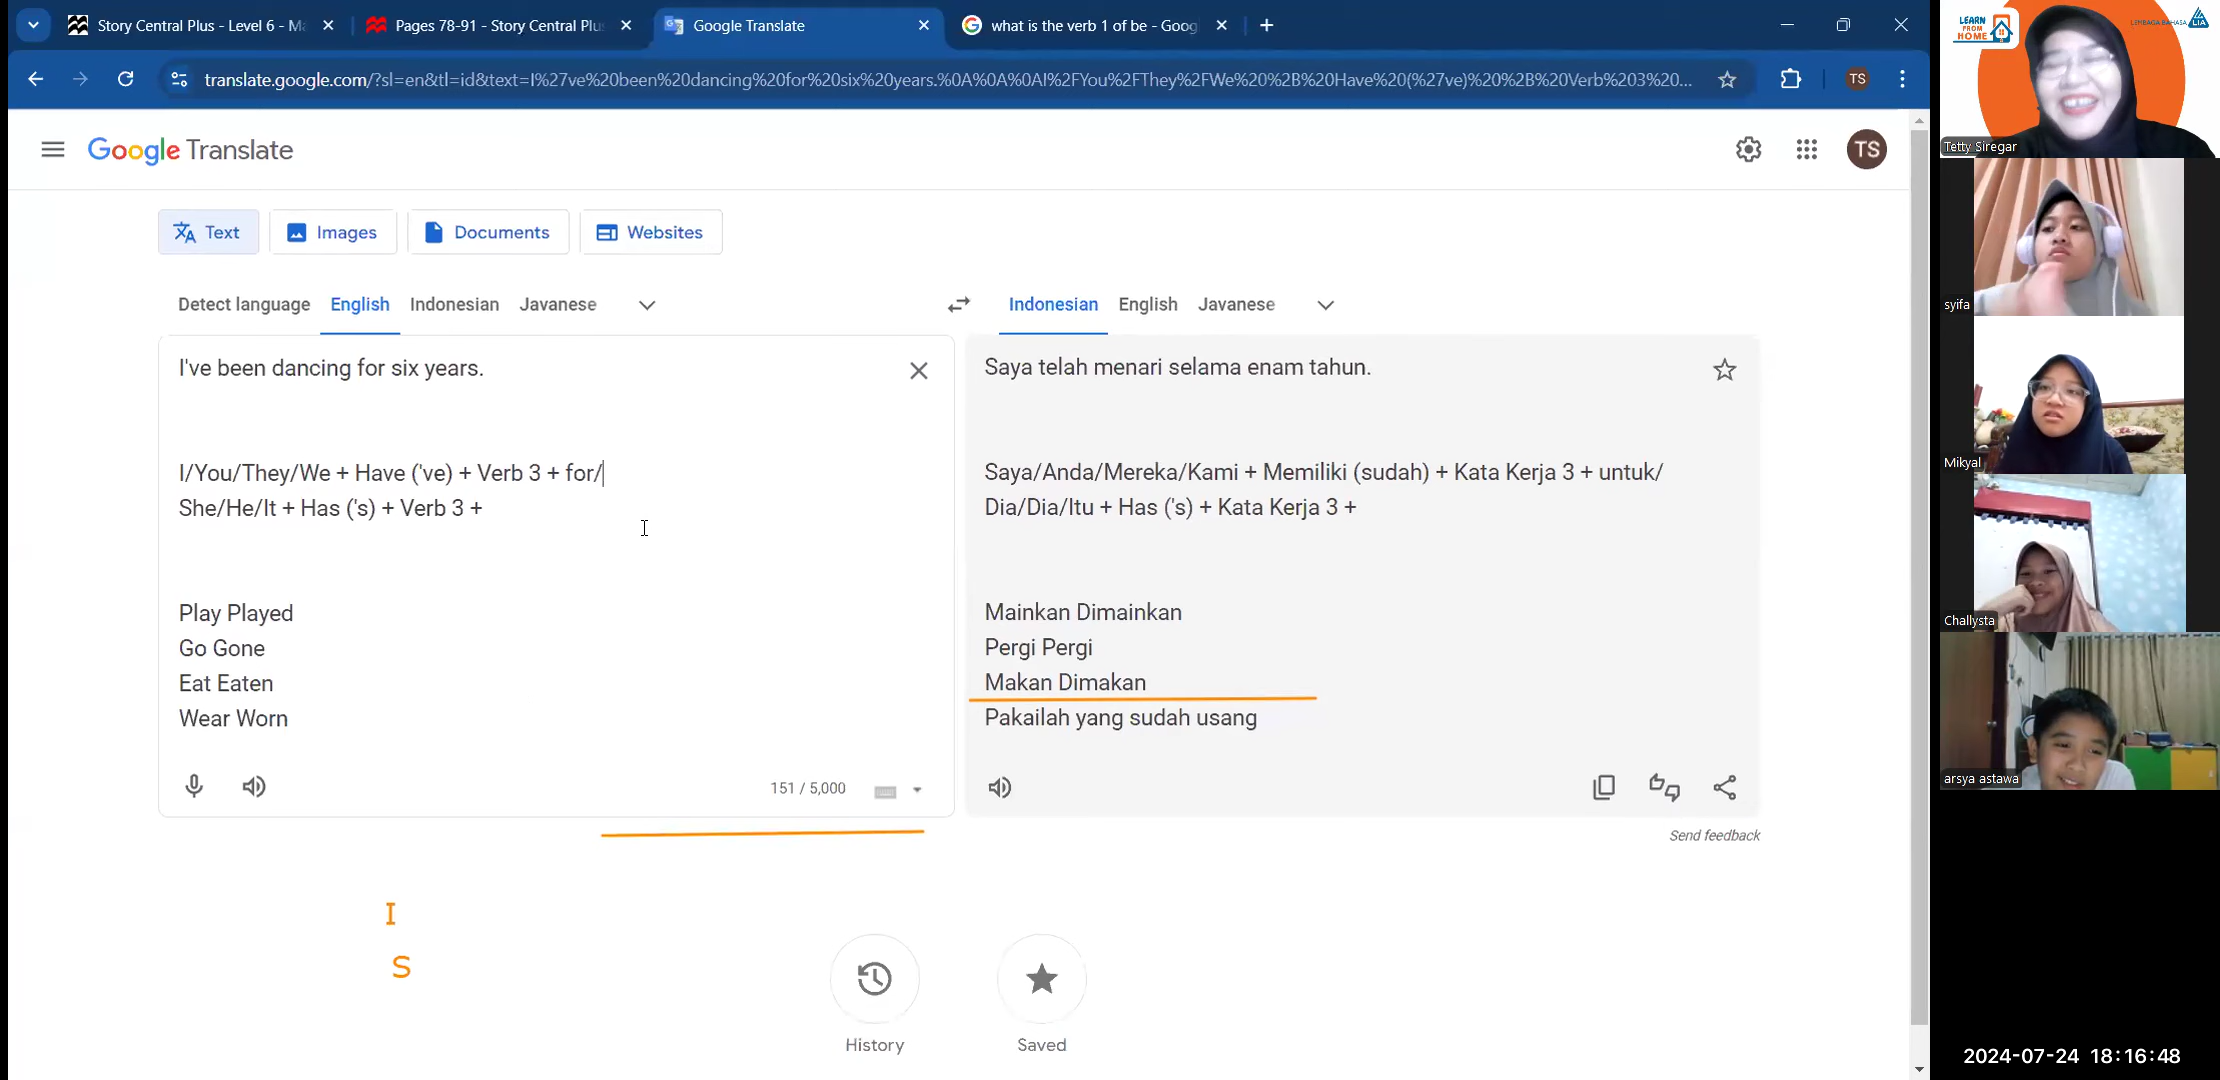 Story Central Plus - Level 6 - Ma
Pages 78-91 - Story Central Plus
Google Translate
what is the verb 1 of be - Goog
translate.google.com/?sl=en&tl=id&text=I%27ve%20been%20dancing%20for%20six%20years.%0A%0A%0AI%2FYou%2FThey%2FWe%20%2B%20Have%20(%27ve)%20%2B%20Verb%203%20...
TS
Google Translate
TS
Text
Images
Documents
Websites
Detect language
English
Indonesian
Javanese
Indonesian
English
Javanese
I've been dancing for six years.
I/You/They/We + Have ('ve) + Verb 3 + for/
She/He/It + Has ('s) + Verb 3 +
Play Played
Go Gone
Eat Eaten
Wear Worn
151 / 5,000
Saya telah menari selama enam tahun.
Saya/Anda/Mereka/Kami + Memiliki (sudah) + Kata Kerja 3 + untuk/
Dia/Dia/Itu + Has ('s) + Kata Kerja 3 +
Mainkan Dimainkan
Pergi Pergi
Makan Dimakan
Pakailah yang sudah usang
Send feedback
I
S
History
Saved
LEARN
FROM
HOME
LEMBAGA BAHASA LIA
Tetty Siregar
syifa
Mikyal
Challysta
arsya astawa
2024-07-24 18:16:48